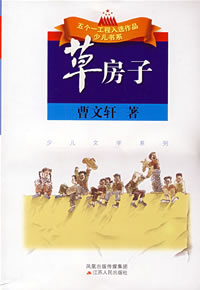 五个一工程入选作品
少儿书系
草房子
曹文轩 著
少儿文学系列
凤凰出版传媒集团
江苏人民出版社